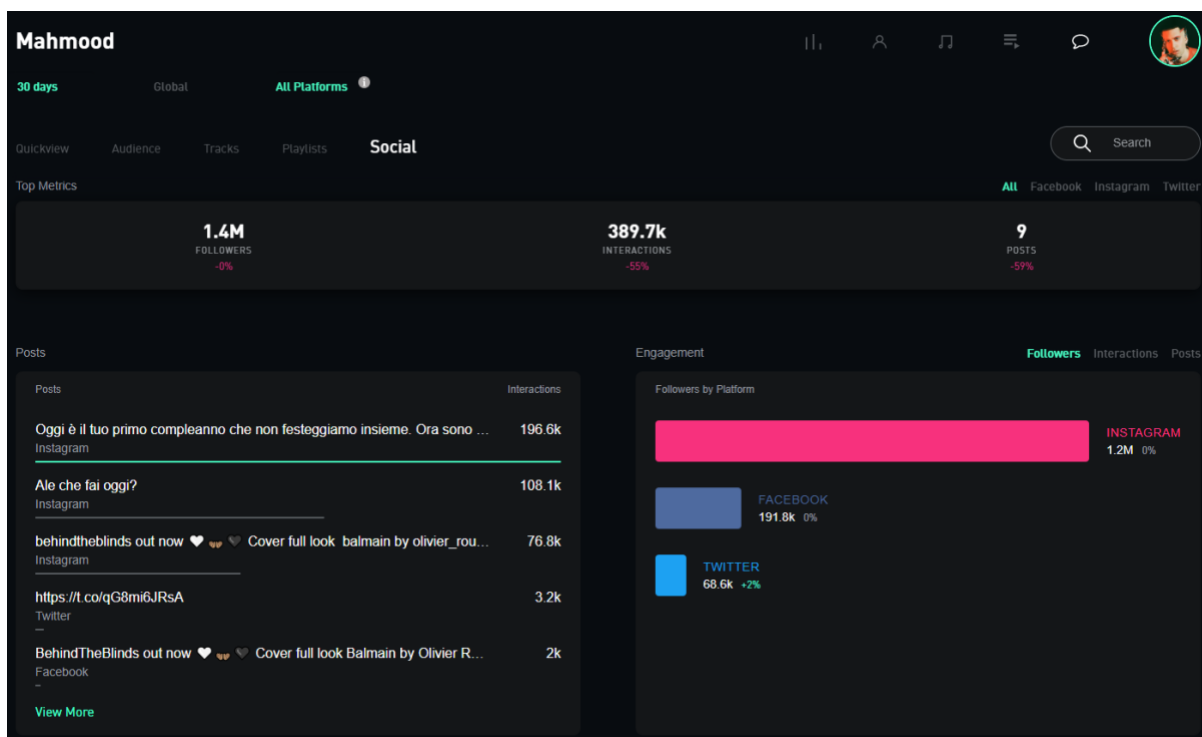 Mahmood
30 days Global All Platforms i
Quickview Audience Tracks Playlists Social Search
Top Metrics All Facebook Instagram Twitter
1.4M 389.7k 9
FOLLOWERS INTERACTIONS POSTS
-0% -55% -59%
Posts
Posts Interactions
Oggi è il tuo primo compleanno che non festeggiamo insieme. Ora sono ... 196.6k
Instagram
Ale che fai oggi? 108.1k
Instagram
behindtheblinds out now 🤍 🤎 🖤 Cover full look balmain by olivier_rou... 76.8k
Instagram
https://t.co/qG8mi6JRsA 3.2k
Twitter
BehindTheBlinds out now 🤍 🤎 🖤 Cover full look Balmain by Olivier R... 2k
Facebook
View More
Engagement Followers Interactions Posts
Followers by Platform
INSTAGRAM
1.2M 0%
FACEBOOK
191.8k 0%
TWITTER
68.6k +2%